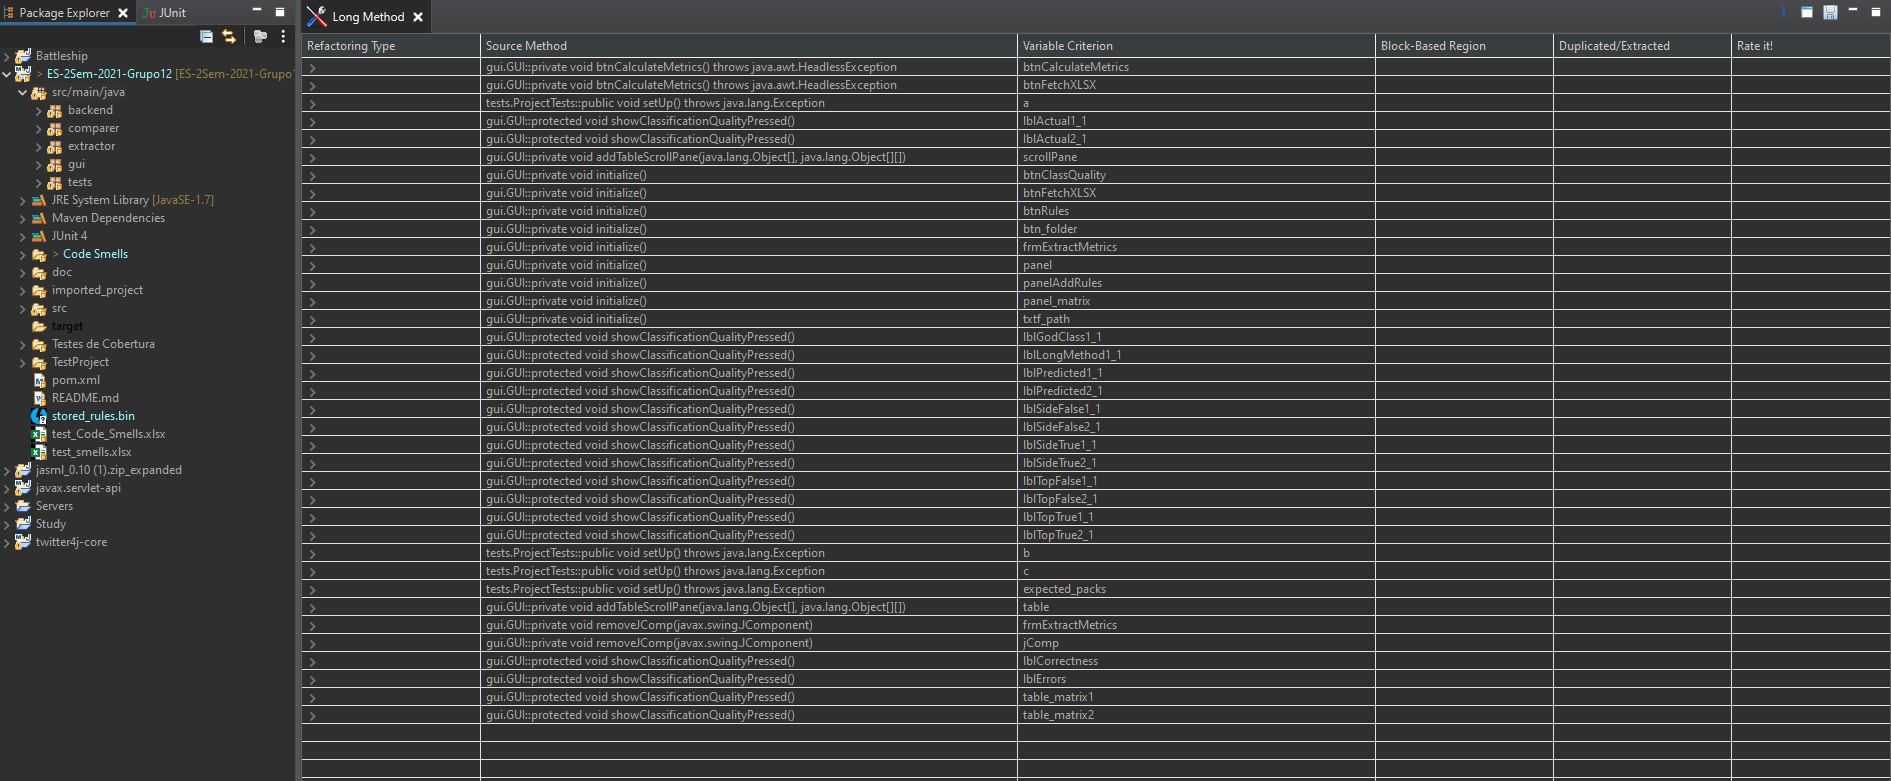 Package Explorer
JUnit
Battleship
> ES-2Sem-2021-Grupo12 [ES-2Sem-2021-Grupo1
src/main/java
backend
comparer
extractor
gui
tests
JRE System Library [JavaSE-1.7]
Maven Dependencies
JUnit 4
> Code Smells
doc
imported_project
src
target
Testes de Cobertura
TestProject
pom.xml
README.md
stored_rules.bin
test_Code_Smells.xlsx
test_smells.xlsx
jasml_0.10 (1).zip_expanded
javax.servlet-api
Servers
Study
twitter4j-core
Long Method
Refactoring Type Source Method Variable Criterion Block-Based Region Duplicated/Extracted Rate it!
gui.GUI::private void btnCalculateMetrics() throws java.awt.HeadlessException btnCalculateMetrics
gui.GUI::private void btnCalculateMetrics() throws java.awt.HeadlessException btnFetchXLSX
tests.ProjectTests::public void setUp() throws java.lang.Exception a
gui.GUI::protected void showClassificationQualityPressed() lblActual1_1
gui.GUI::protected void showClassificationQualityPressed() lblActual2_1
gui.GUI::private void addTableScrollPane(java.lang.Object[], java.lang.Object[][]) scrollPane
gui.GUI::private void initialize() btnClassQuality
gui.GUI::private void initialize() btnFetchXLSX
gui.GUI::private void initialize() btnRules
gui.GUI::private void initialize() btn_folder
gui.GUI::private void initialize() frmExtractMetrics
gui.GUI::private void initialize() panel
gui.GUI::private void initialize() panelAddRules
gui.GUI::private void initialize() panel_matrix
gui.GUI::private void initialize() txtf_path
gui.GUI::protected void showClassificationQualityPressed() lblGodClass1_1
gui.GUI::protected void showClassificationQualityPressed() lblLongMethod1_1
gui.GUI::protected void showClassificationQualityPressed() lblPredicted1_1
gui.GUI::protected void showClassificationQualityPressed() lblPredicted2_1
gui.GUI::protected void showClassificationQualityPressed() lblSideFalse1_1
gui.GUI::protected void showClassificationQualityPressed() lblSideFalse2_1
gui.GUI::protected void showClassificationQualityPressed() lblSideTrue1_1
gui.GUI::protected void showClassificationQualityPressed() lblSideTrue2_1
gui.GUI::protected void showClassificationQualityPressed() lblTopFalse1_1
gui.GUI::protected void showClassificationQualityPressed() lblTopFalse2_1
gui.GUI::protected void showClassificationQualityPressed() lblTopTrue1_1
gui.GUI::protected void showClassificationQualityPressed() lblTopTrue2_1
tests.ProjectTests::public void setUp() throws java.lang.Exception b
tests.ProjectTests::public void setUp() throws java.lang.Exception c
tests.ProjectTests::public void setUp() throws java.lang.Exception expected_packs
gui.GUI::private void addTableScrollPane(java.lang.Object[], java.lang.Object[][]) table
gui.GUI::private void removeJComp(javax.swing.JComponent) frmExtractMetrics
gui.GUI::private void removeJComp(javax.swing.JComponent) jComp
gui.GUI::protected void showClassificationQualityPressed() lblCorrectness
gui.GUI::protected void showClassificationQualityPressed() lblErrors
gui.GUI::protected void showClassificationQualityPressed() table_matrix1
gui.GUI::protected void showClassificationQualityPressed() table_matrix2